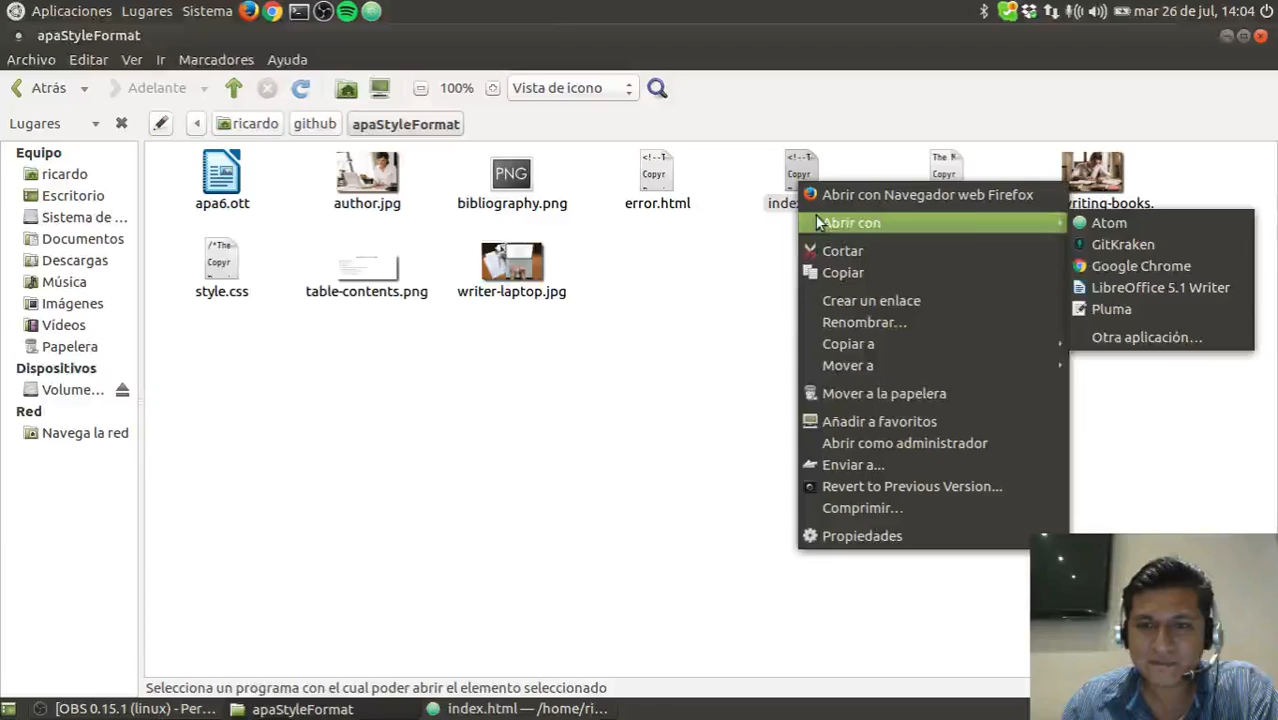 Aplicaciones Lugares Sistema mar 26 de jul, 14:04
apaStyleFormat
Archivo Editar Ver Ir Marcadores Ayuda
Atrás Adelante 100% Vista de icono
Lugares ricardo github apaStyleFormat
Equipo
ricardo
Escritorio
Sistema de ...
Documentos
Descargas
Música
Imágenes
Vídeos
Papelera
Dispositivos
Volume...
Red
Navega la red
PNG
<!--T
Copyr
<!--T
Copyr
The M
Copyr
apa6.ott author.jpg bibliography.png error.html writing-books.
/*The
Copyr
style.css table-contents.png writer-laptop.jpg
Abrir con Navegador web Firefox
Abrir con
Cortar
Copiar
Crear un enlace
Renombrar...
Copiar a
Mover a
Mover a la papelera
Añadir a favoritos
Abrir como administrador
Enviar a...
Revert to Previous Version...
Comprimir...
Propiedades
Atom
GitKraken
Google Chrome
LibreOffice 5.1 Writer
Pluma
Otra aplicación...
Selecciona un programa con el cual poder abrir el elemento seleccionado
[OBS 0.15.1 (linux) - Per... apaStyleFormat index.html — /home/ri...